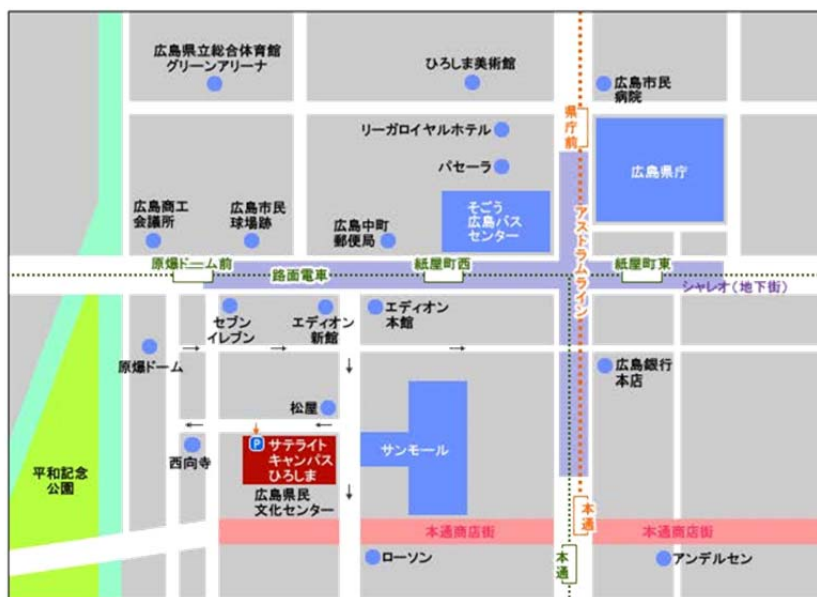 広島県立総合体育館
グリーンアリーナ
ひろしま美術館
広島市民
病院
リーガロイヤルホテル
県庁前
パセーラ
広島県庁
アストラムライン
広島商工
会議所
広島市民
球場跡
広島中町
郵便局
そごう
広島バス
センター
原爆ドーム前
路面電車
紙屋町西
紙屋町東
シャレオ(地下街)
セブン
イレブン
エディオン
新館
エディオン
本館
原爆ドーム
広島銀行
本店
松屋
P
サテライト
キャンパス
ひろしま
サンモール
西向寺
平和記念
公園
広島県民
文化センター
本通
本通商店街
本通商店街
ローソン
本通
アンデルセン